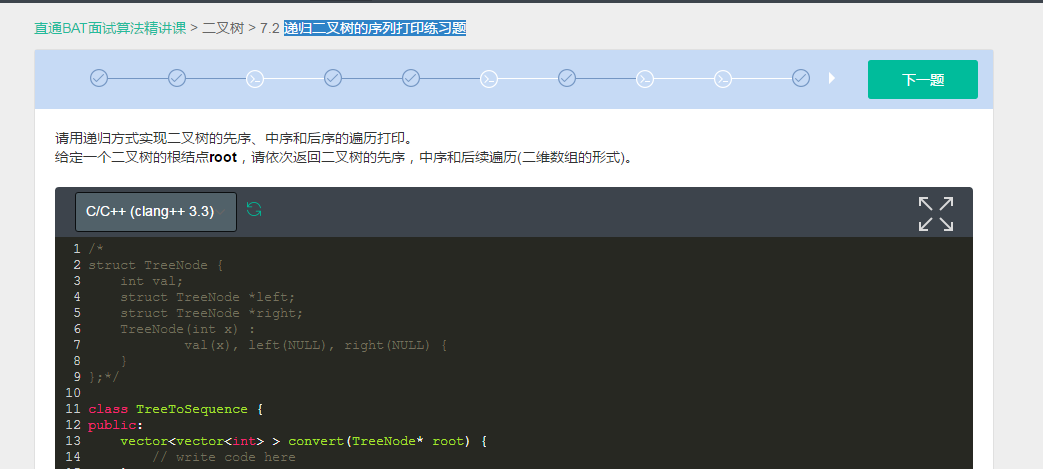 直通BAT面试算法精讲课 > 二叉树 > 7.2 递归二叉树的序列打印练习题
下一题
请用递归方式实现二叉树的先序、中序和后序的遍历打印。
给定一个二叉树的根结点root，请依次返回二叉树的先序，中序和后续遍历(二维数组的形式)。
C/C++ (clang++ 3.3)
1 /*
2 struct TreeNode {
3     int val;
4     struct TreeNode *left;
5     struct TreeNode *right;
6     TreeNode(int x) :
7             val(x), left(NULL), right(NULL) {
8     }
9 };*/
10
11 class TreeToSequence {
12 public:
13     vector<vector<int> > convert(TreeNode* root) {
14         // write code here